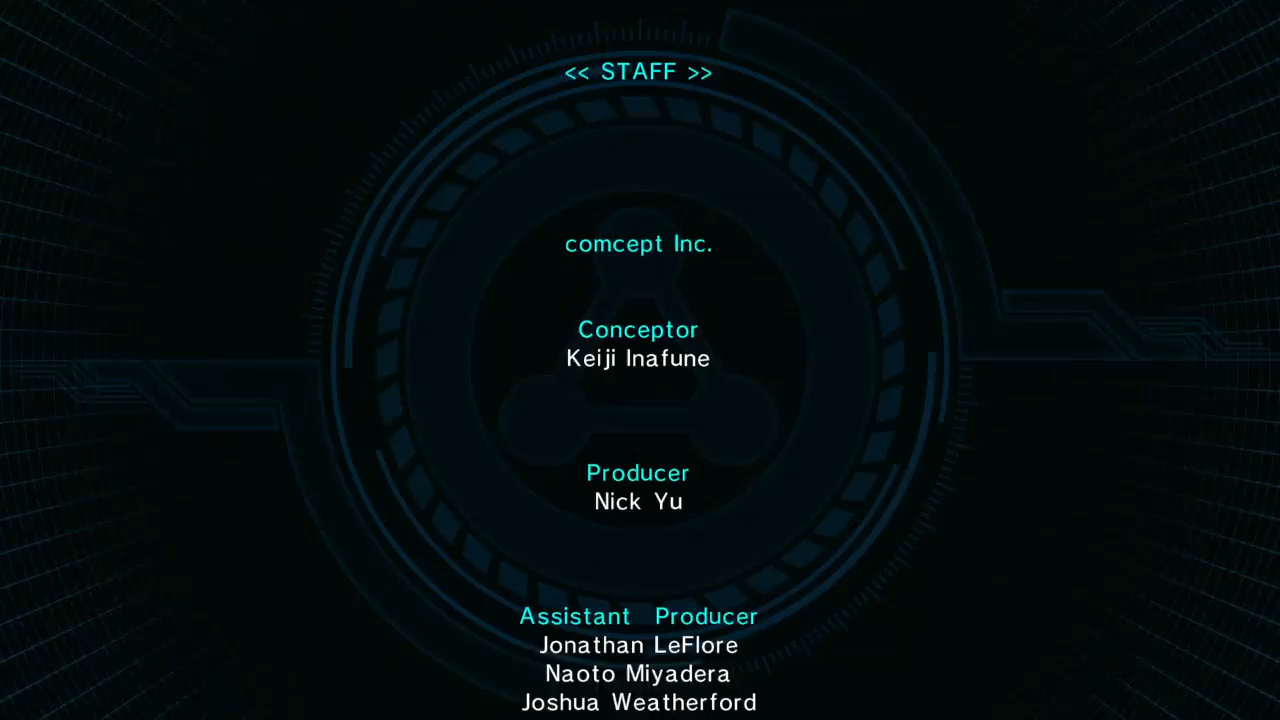 << STAFF >>
comcept Inc.
Conceptor
Keiji Inafune
Producer
Nick Yu
Assistant Producer
Jonathan LeFlore
Naoto Miyadera
Joshua Weatherford